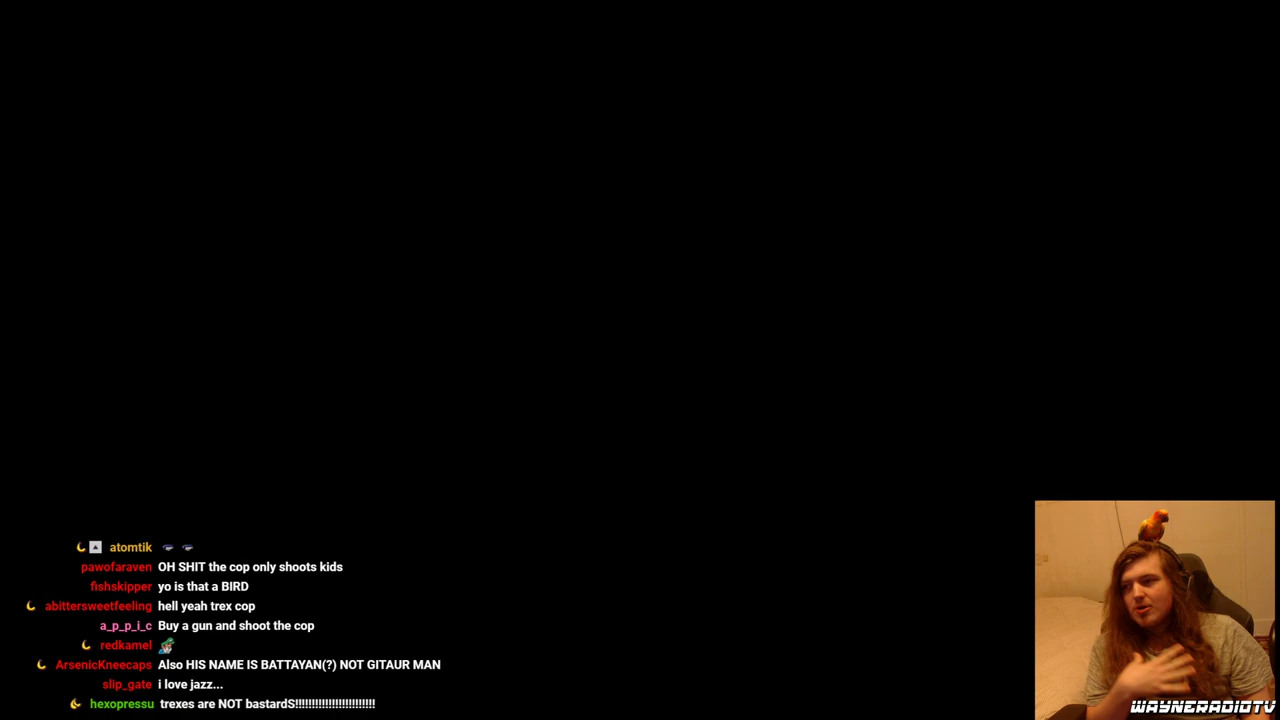 atomtik
pawofaraven OH SHIT the cop only shoots kids
fishskipper yo is that a BIRD
abittersweetfeeling hell yeah trex cop
a_p_p_i_c Buy a gun and shoot the cop
redkamel
ArsenicKneecaps Also HIS NAME IS BATTAYAN(?) NOT GITAUR MAN
slip_gate i love jazz...
hexopressu trexes are NOT bastardS!!!!!!!!!!!!!!!!!!!!!!!!
WAYNERADIOTV